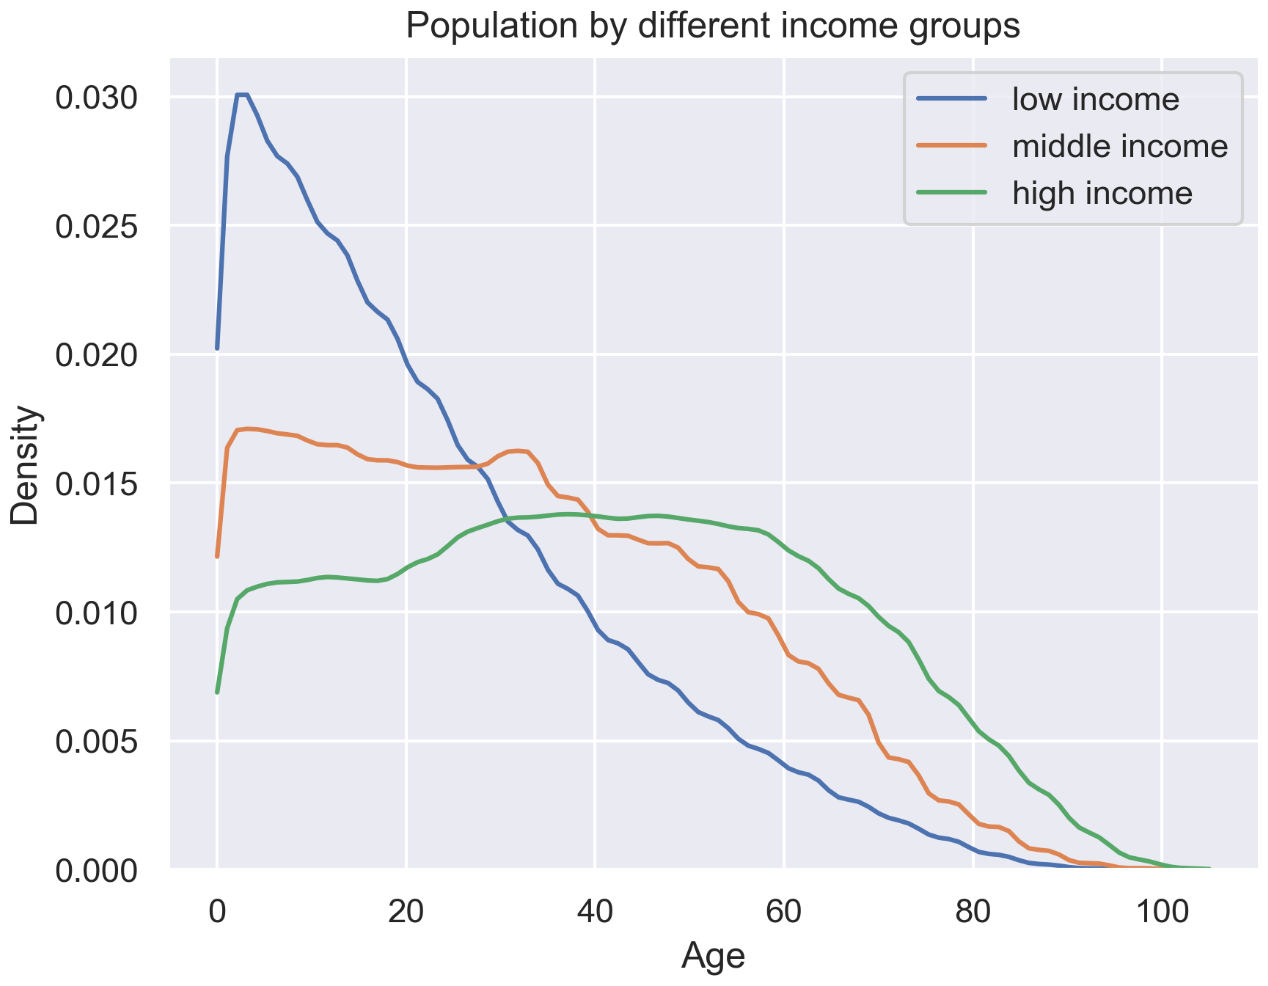 Population by different income groups
low income
middle income
high income
Density
0.030
0.025
0.020
0.015
0.010
0.005
0.000
0 20 40 60 80 100
Age